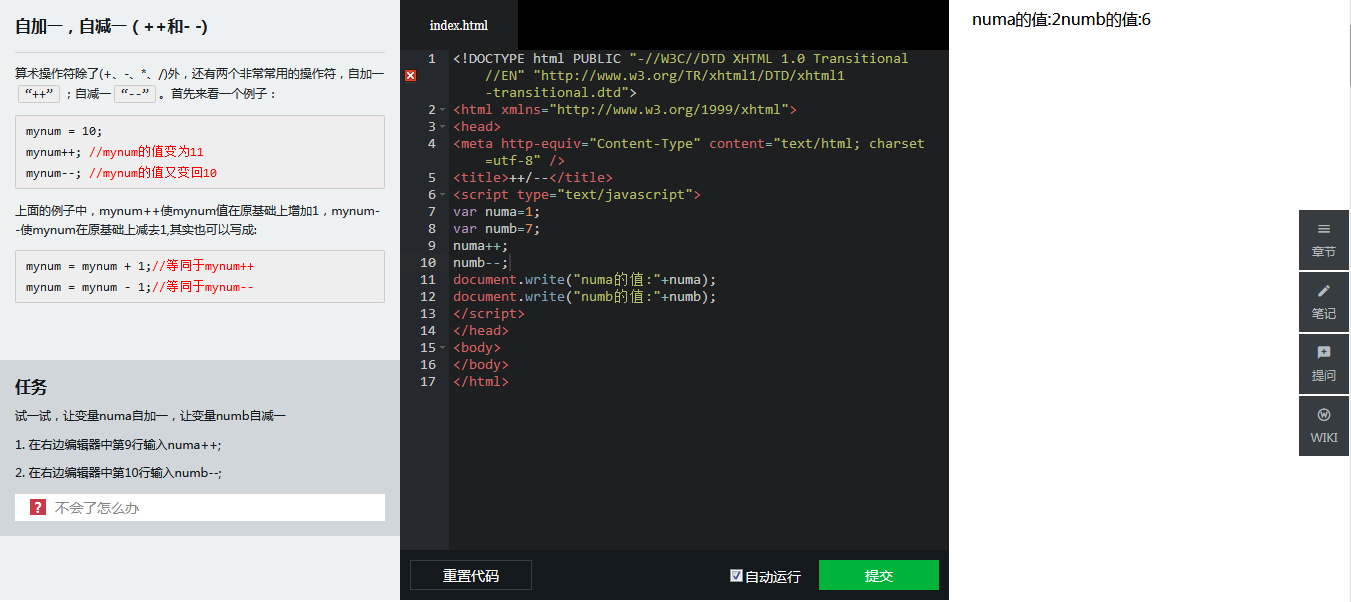 自加一，自减一 ( ++和- -)
算术操作符除了(+、-、*、/)外，还有两个非常常用的操作符，自加一
“++” ；自减一 “--” 。首先来看一个例子：
mynum = 10;
mynum++; //mynum的值变为11
mynum--; //mynum的值又变回10
上面的例子中，mynum++使mynum值在原基础上增加1，mynum-
-使mynum在原基础上减去1,其实也可以写成:
mynum = mynum + 1;//等同于mynum++
mynum = mynum - 1;//等同于mynum--
任务
试一试，让变量numa自加一，让变量numb自减一
1. 在右边编辑器中第9行输入numa++;
2. 在右边编辑器中第10行输入numb--;
? 不会了怎么办
index.html
1 <!DOCTYPE html PUBLIC "-//W3C//DTD XHTML 1.0 Transitional
//EN" "http://www.w3.org/TR/xhtml1/DTD/xhtml1
-transitional.dtd">
2 <html xmlns="http://www.w3.org/1999/xhtml">
3 <head>
4 <meta http-equiv="Content-Type" content="text/html; charset
=utf-8" />
5 <title>++/--</title>
6 <script type="text/javascript">
7 var numa=1;
8 var numb=7;
9 numa++;
10 numb--;
11 document.write("numa的值:"+numa);
12 document.write("numb的值:"+numb);
13 </script>
14 </head>
15 <body>
16 </body>
17 </html>
重置代码
自动运行
提交
numa的值:2numb的值:6
章节
笔记
提问
WIKI